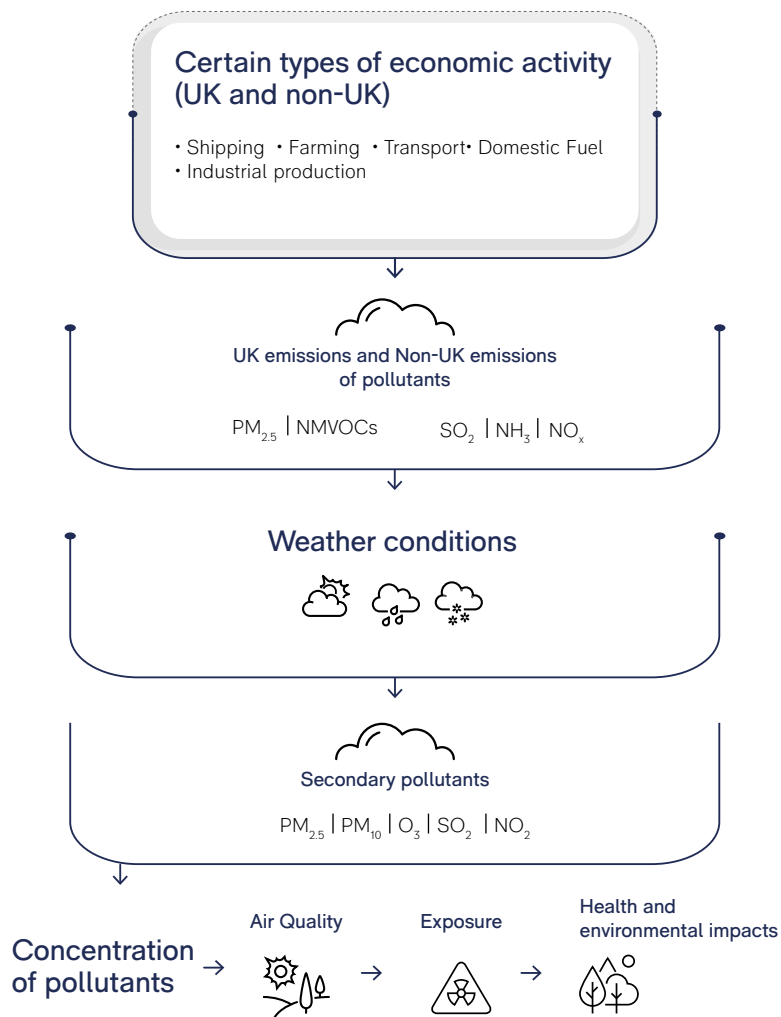 Certain types of economic activity
(UK and non-UK)
• Shipping • Farming • Transport• Domestic Fuel
• Industrial production
UK emissions and Non-UK emissions
of pollutants
PM2.5 | NMVOCs SO2 | NH3 | NOx
Weather conditions
Secondary pollutants
PM2.5 | PM10 | O3 | SO2 | NO2
Concentration
of pollutants
Air Quality
Exposure
Health and
environmental impacts